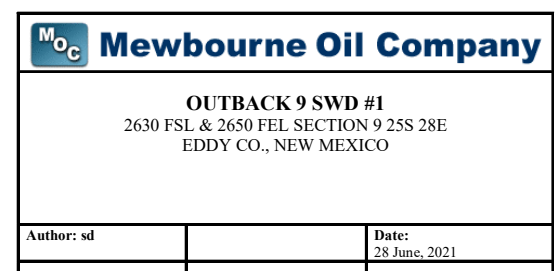 MOC Mewbourne Oil Company
OUTBACK 9 SWD #1
2630 FSL & 2650 FEL SECTION 9 25S 28E
EDDY CO., NEW MEXICO
Author: sd
Date:
28 June, 2021